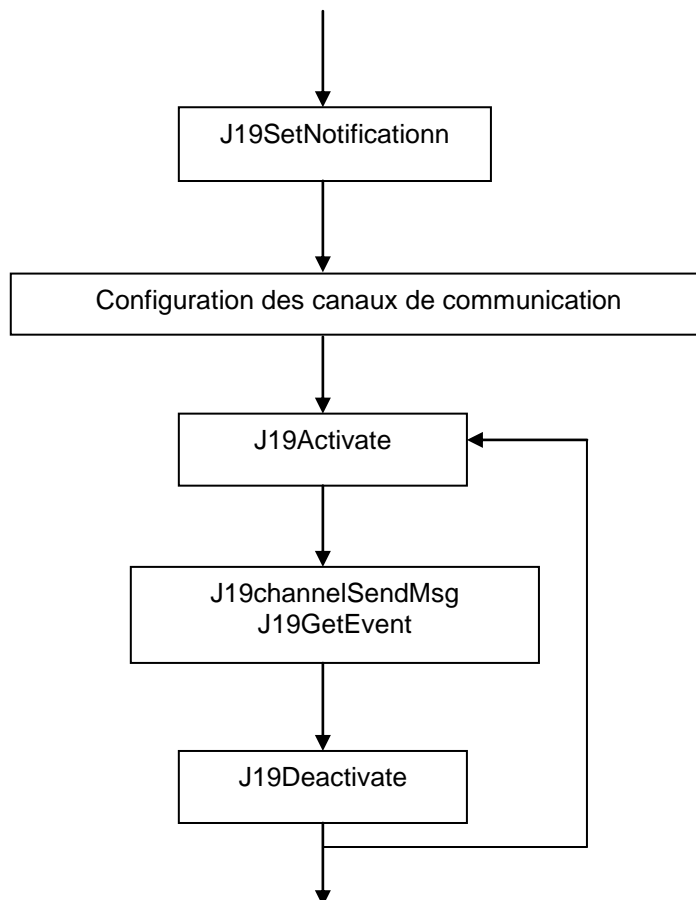 J19SetNotificationn
Configuration des canaux de communication
J19Activate
J19channelSendMsg
J19GetEvent
J19Deactivate